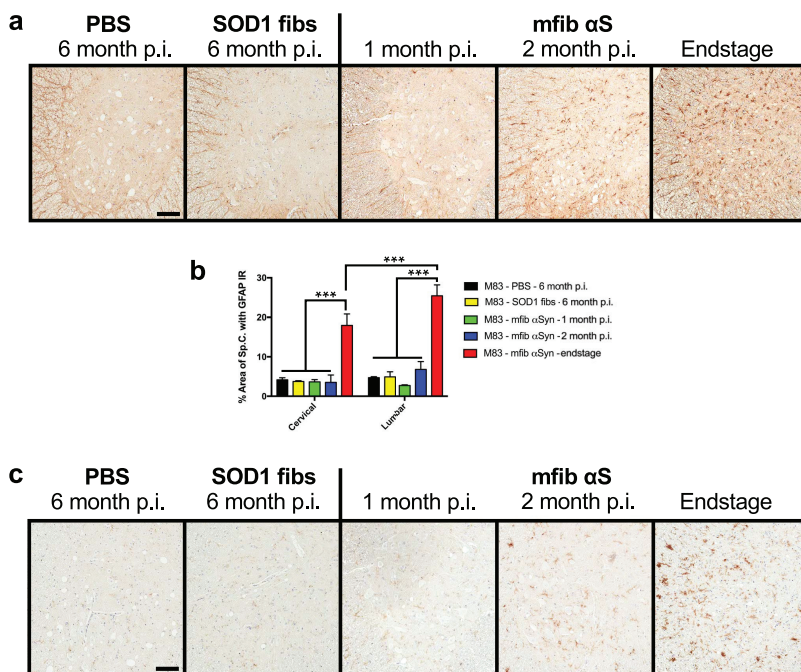 a
PBS SOD1 fibs mfib αS
6 month p.i. 6 month p.i. 1 month p.i. 2 month p.i. Endstage
b
% Area of Sp.C. with GFAP IR
30
20
10
0
***
***
***
Cervical
Lumbar
M83 - PBS - 6 month p.i.
M83 - SOD1 fibs - 6 month p.i.
M83 - mfib αSyn - 1 month p.i.
M83 - mfib αSyn - 2 month p.i.
M83 - mfib αSyn - endstage
c
PBS SOD1 fibs mfib αS
6 month p.i. 6 month p.i. 1 month p.i. 2 month p.i. Endstage